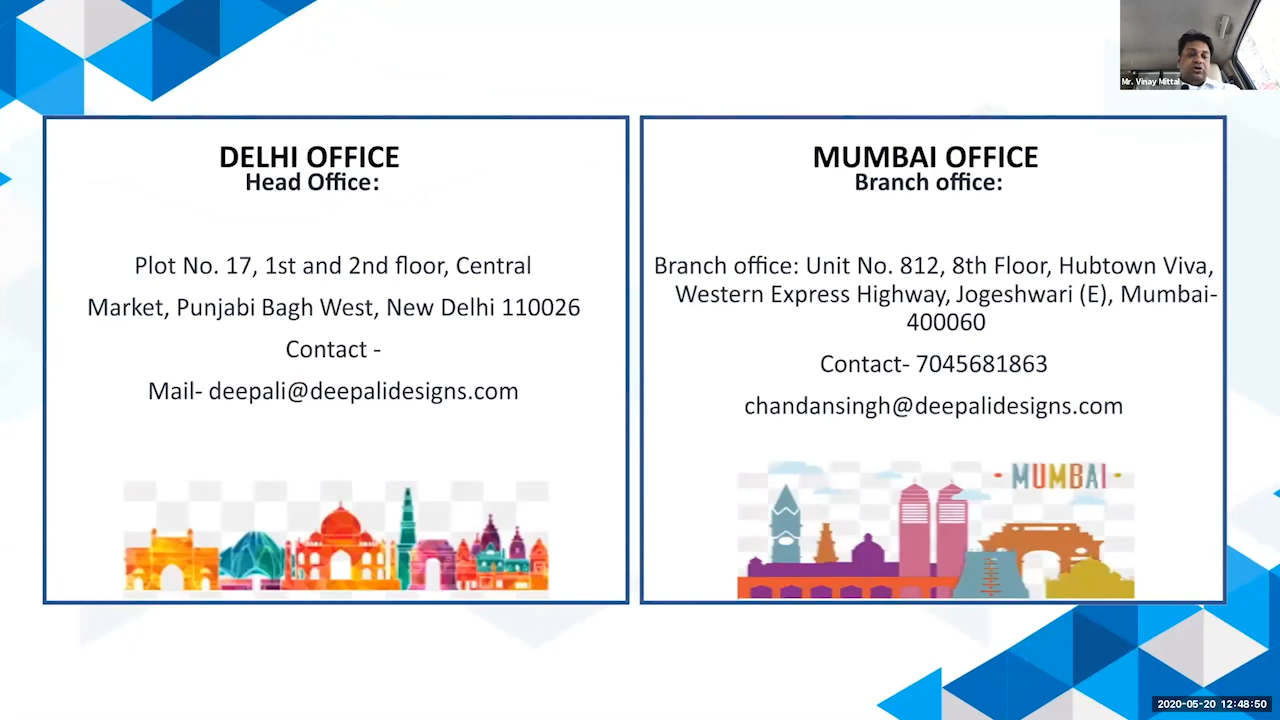 Mr. Vinay Mittal
DELHI OFFICE
Head Office:
Plot No. 17, 1st and 2nd floor, Central
Market, Punjabi Bagh West, New Delhi 110026
Contact -
Mail- deepali@deepalidesigns.com
MUMBAI OFFICE
Branch office:
Branch office: Unit No. 812, 8th Floor, Hubtown Viva,
Western Express Highway, Jogeshwari (E), Mumbai-
400060
Contact- 7045681863
chandansingh@deepalidesigns.com
MUMBAI
2020-05-20 12:48:50